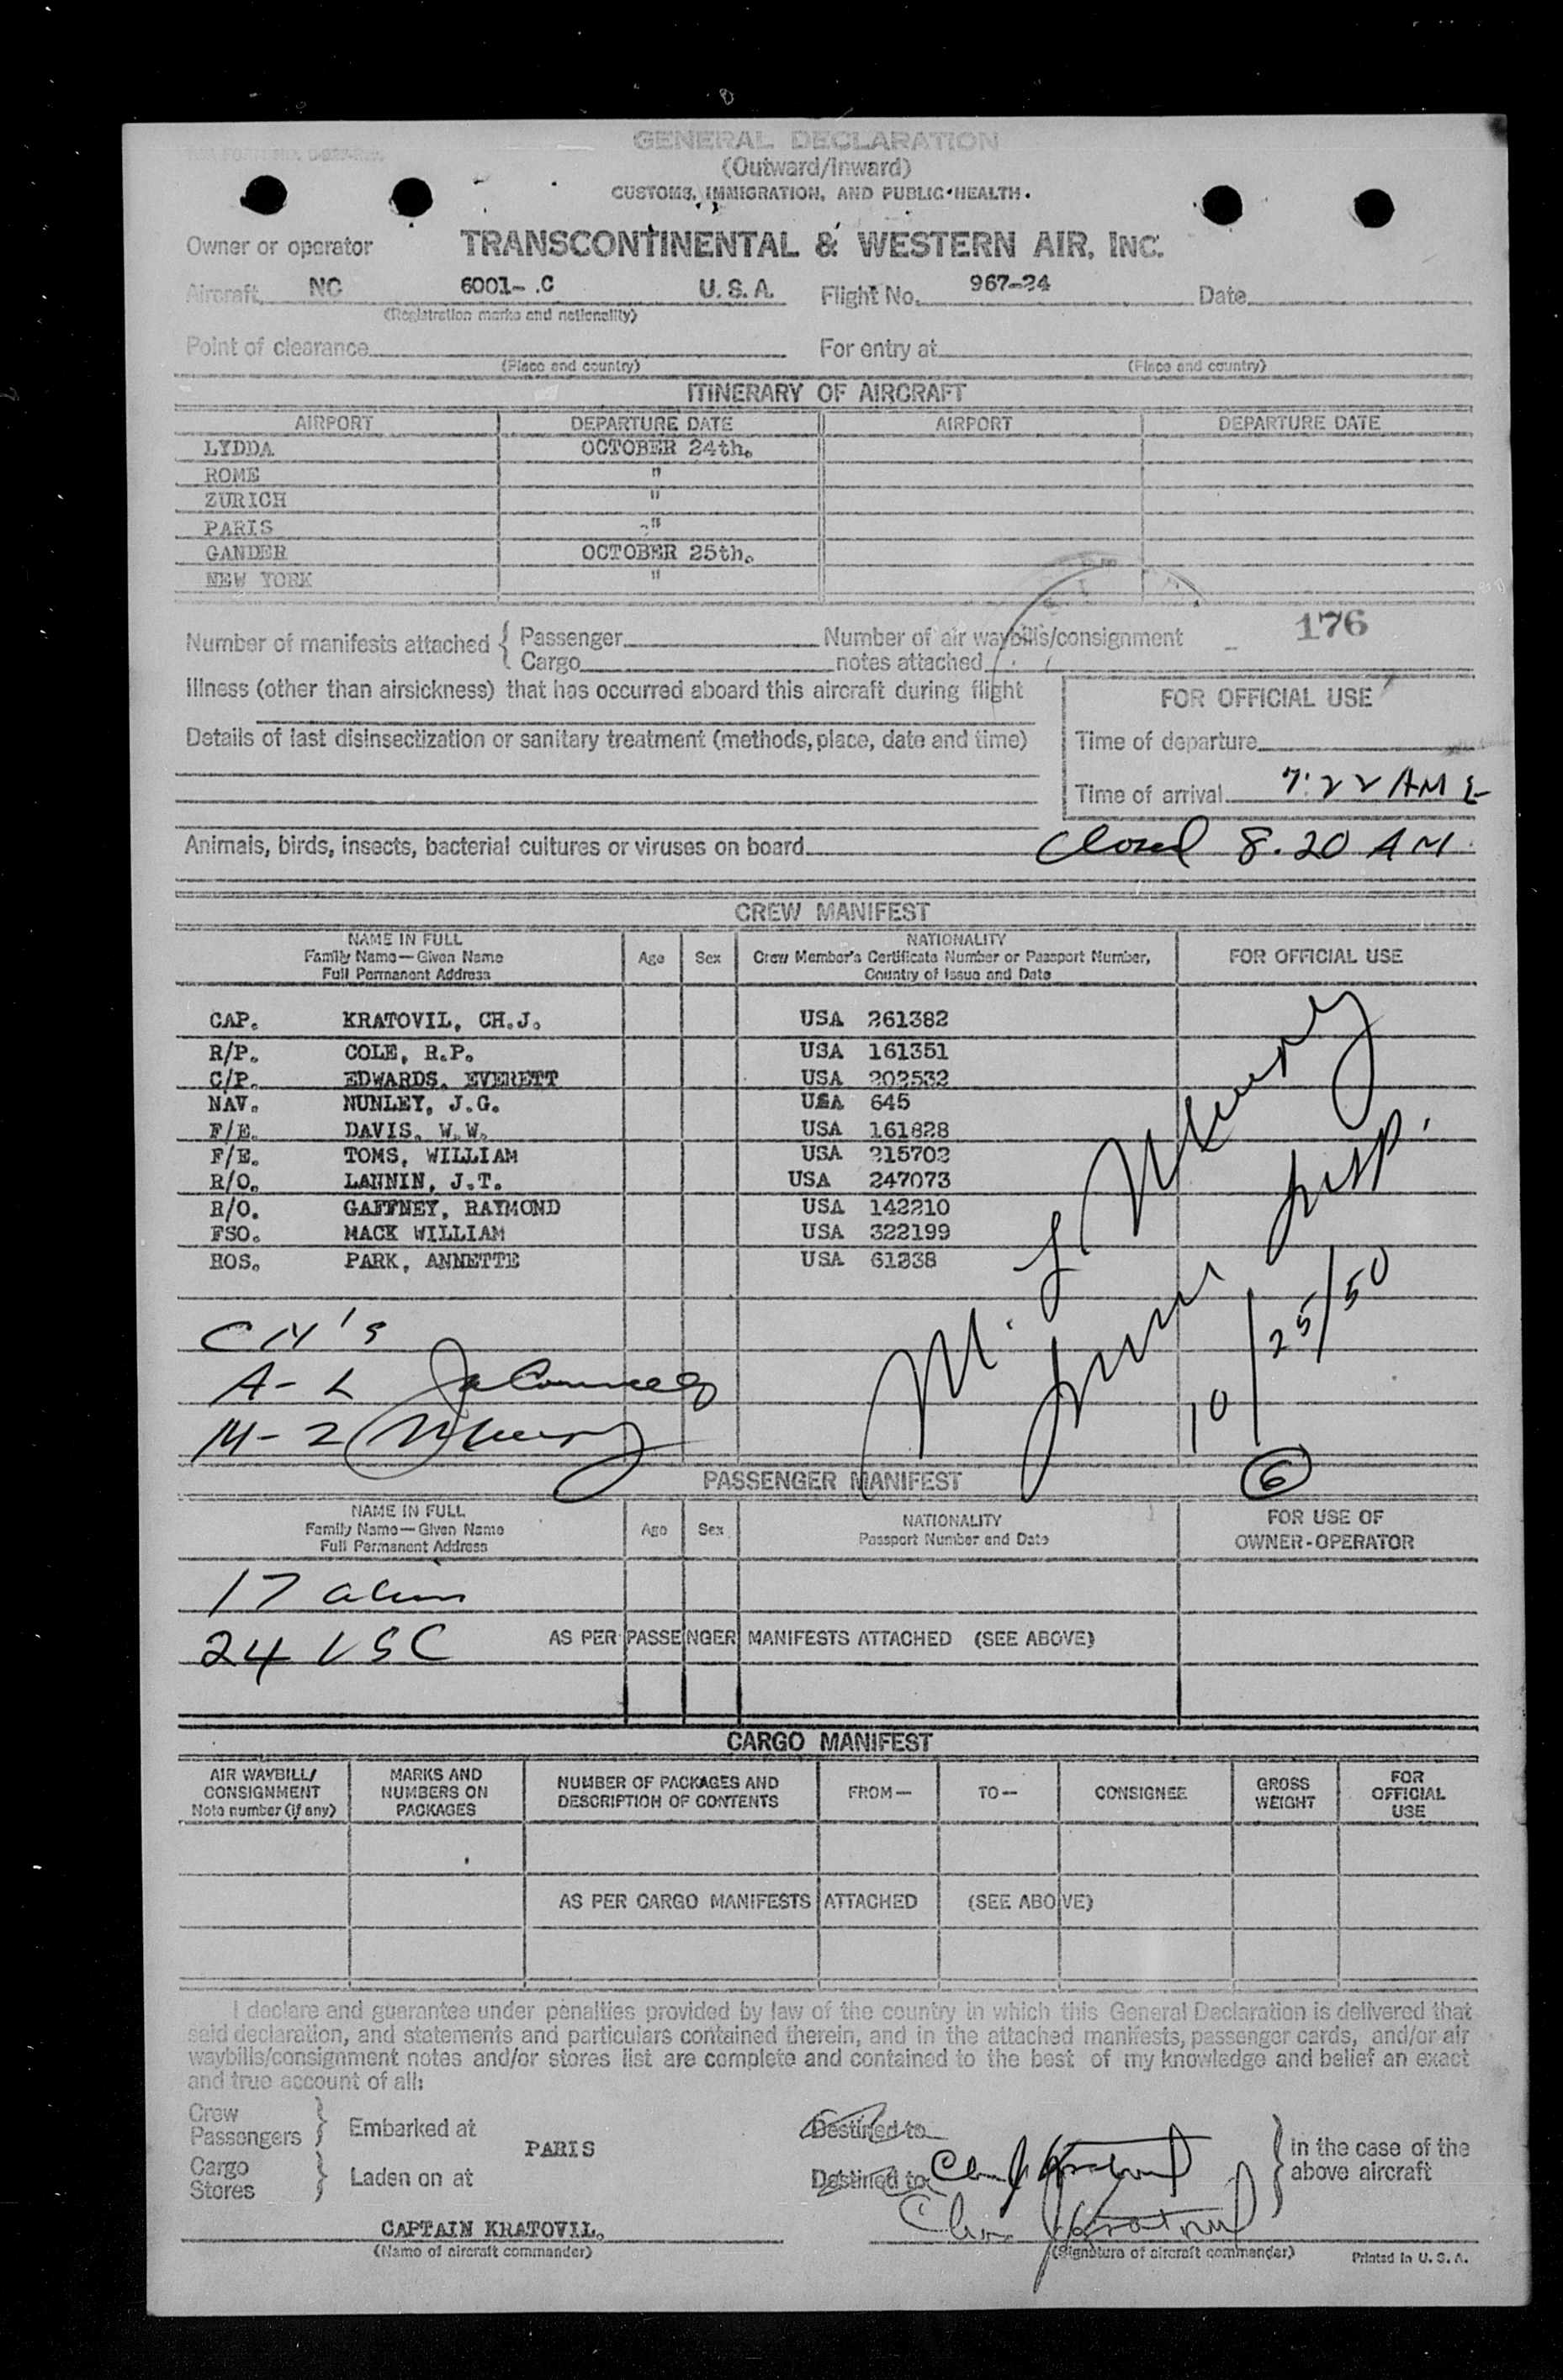 GENERAL DECLARATION
(Outward/Inward)
CUSTOMS, IMMIGRATION, AND PUBLIC HEALTH.
Owner or operator TRANSCONTINENTAL & WESTERN AIR, INC.
Aircraft NC 6001- .C U.S.A. Flight No. 967-24 Date
(Registration marks and nationality)
Point of clearance For entry at
(Place and country) (Place and country)
ITINERARY OF AIRCRAFT
AIRPORT DEPARTURE DATE AIRPORT DEPARTURE DATE
LYDDA OCTOBER 24th.
ROME "
ZURICH "
PARIS "
GANDER OCTOBER 25th.
NEW YORK "
176
Number of manifests attached { Passenger Number of air waybills/consignment
Cargo notes attached
Illness (other than airsickness) that has occurred aboard this aircraft during flight
FOR OFFICIAL USE
Details of last disinsectization or sanitary treatment (methods, place, date and time)
Time of departure
Time of arrival 7:22 AM E
Animals, birds, insects, bacterial cultures or viruses on board Closed 8.20 AM
CREW MANIFEST
NAME IN FULL
Family Name—Given Name
Full Permanent Address
Age Sex
NATIONALITY
Crew Member's Certificate Number or Passport Number,
Country of Issue and Date
FOR OFFICIAL USE
CAP. KRATOVIL, CH.J. USA 261382
R/P. COLE, R.P. USA 161351
C/P. EDWARDS, EVERETT USA 202532
NAV. NUNLEY, J.G. USA 645
F/E. DAVIS, W.W. USA 161828
F/E. TOMS, WILLIAM USA 215702
R/O. LANNIN, J.T. USA 247073
R/O. GAFFNEY, RAYMOND USA 142210
FSO. MACK WILLIAM USA 322199
HOS. PARK, ANNETTE USA 61238
10/25/50
CM's
A-L
M-2
6
PASSENGER MANIFEST
NAME IN FULL
Family Name—Given Name
Full Permanent Address
Age Sex
NATIONALITY
Passport Number and Date
FOR USE OF
OWNER-OPERATOR
17 alien
24 USC AS PER PASSENGER MANIFESTS ATTACHED (SEE ABOVE)
CARGO MANIFEST
AIR WAYBILL/
CONSIGNMENT
Note number (if any)
MARKS AND
NUMBERS ON
PACKAGES
NUMBER OF PACKAGES AND
DESCRIPTION OF CONTENTS
FROM— TO— CONSIGNEE
GROSS
WEIGHT
FOR
OFFICIAL
USE
AS PER CARGO MANIFESTS ATTACHED (SEE ABOVE)
I declare and guarantee under penalties provided by law of the country in which this General Declaration is delivered that
said declaration, and statements and particulars contained therein, and in the attached manifests, passenger cards, and/or air
waybills/consignment notes and/or stores list are complete and contained to the best of my knowledge and belief an exact
and true account of all:
Crew
Passengers } Embarked at Destined to
PARIS
Cargo
Stores } Laden on at Destined to
} in the case of the
above aircraft
CAPTAIN KRATOVIL.
(Name of aircraft commander) (Signature of aircraft commander) Printed in U. S. A.